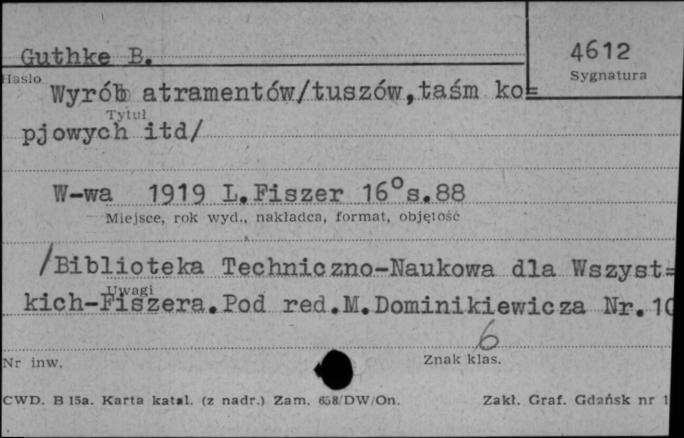 Guthke B.
4612
Hasło
Sygnatura
Wyrób atramentów/tuszów,taśm ko=
Tytuł
pjowych itd/
W-wa 1919 L.Fiszer 16°s.88
Miejsce, rok wyd., nakładca, format, objętość
/Biblioteka Techniczno-Naukowa dla Wszyst=
Uwagi
kich-Fiszera.Pod red.M.Dominikiewicza Nr.10
6
Nr inw.
Znak klas.
CWD. B 15a. Karta katal. (z nadr.) Zam. 658/DW/On.
Zakł. Graf. Gdańsk nr 1